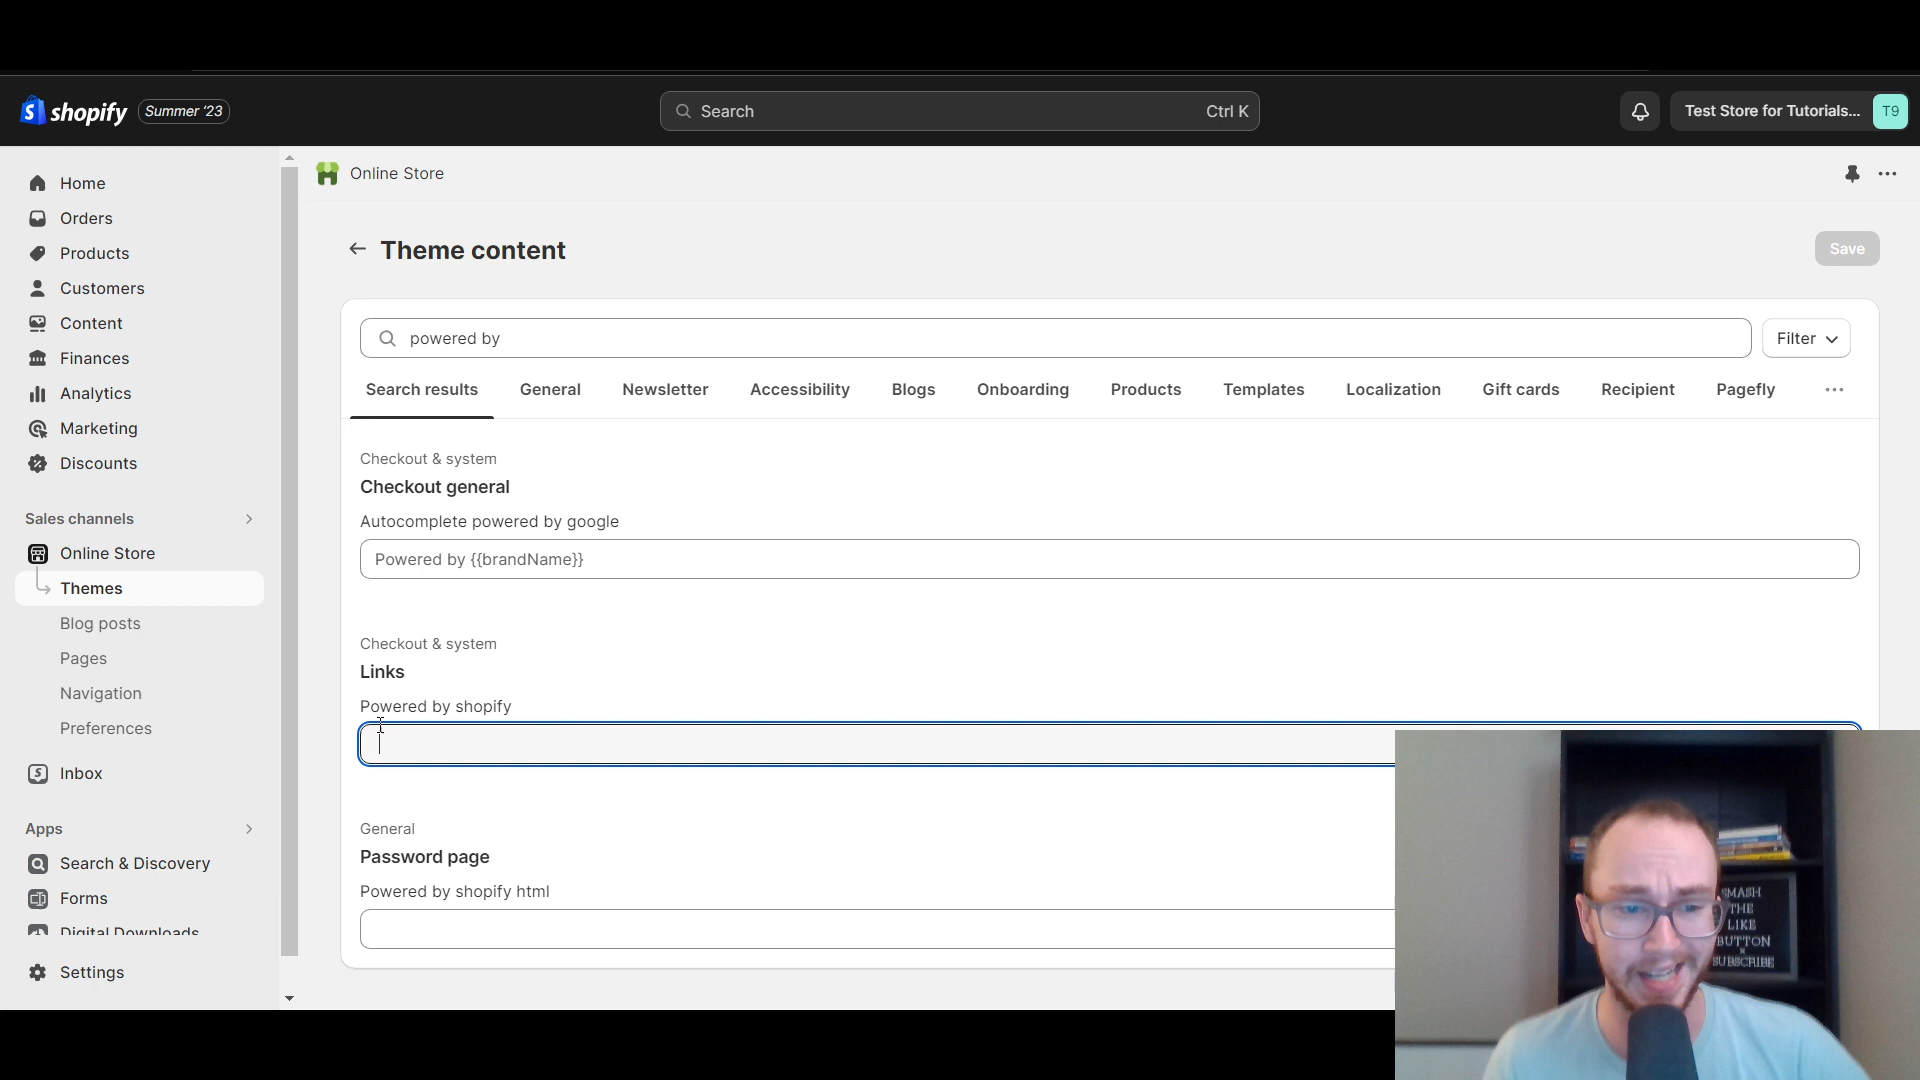 shopify
Summer '23
Search
Ctrl K
Test Store for Tutorials...
T9
Home
Orders
Products
Customers
Content
Finances
Analytics
Marketing
Discounts
Sales channels
Online Store
Themes
Blog posts
Pages
Navigation
Preferences
Inbox
Apps
Search & Discovery
Forms
Digital Downloads
Settings
Online Store
Theme content
Save
powered by
Filter
Search results
General
Newsletter
Accessibility
Blogs
Onboarding
Products
Templates
Localization
Gift cards
Recipient
Pagefly
Checkout & system
Checkout general
Autocomplete powered by google
Powered by {{brandName}}
Checkout & system
Links
Powered by shopify
General
Password page
Powered by shopify html
SMASH
THE
LIKE
BUTTON
SUBSCRIBE